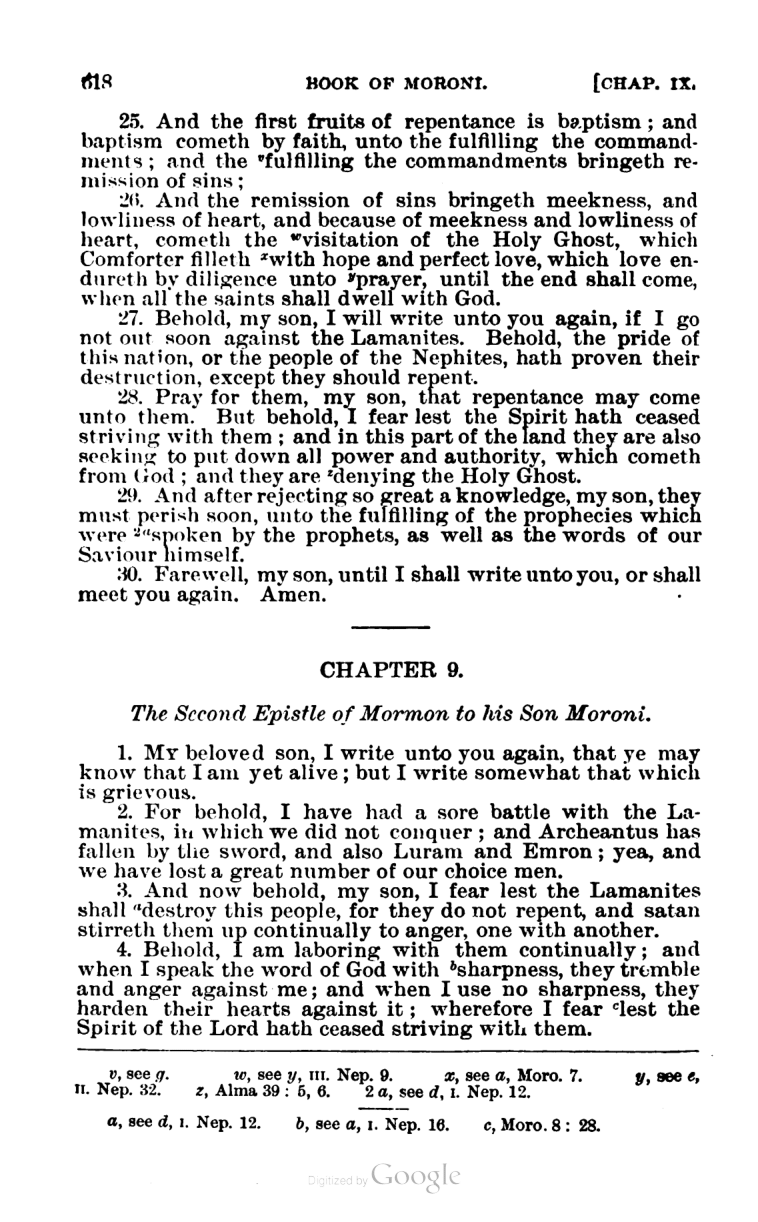 618 BOOK OF MORONI. [CHAP. IX.
25. And the first fruits of repentance is baptism; and
baptism cometh by faith, unto the fulfilling the command-
ments; and the ᵛfulfilling the commandments bringeth re-
mission of sins;
26. And the remission of sins bringeth meekness, and
lowliness of heart, and because of meekness and lowliness of
heart, cometh the ʷvisitation of the Holy Ghost, which
Comforter filleth ˣwith hope and perfect love, which love en-
dureth by diligence unto ʸprayer, until the end shall come,
when all the saints shall dwell with God.
27. Behold, my son, I will write unto you again, if I go
not out soon against the Lamanites. Behold, the pride of
this nation, or the people of the Nephites, hath proven their
destruction, except they should repent.
28. Pray for them, my son, that repentance may come
unto them. But behold, I fear lest the Spirit hath ceased
striving with them; and in this part of the land they are also
seeking to put down all power and authority, which cometh
from God; and they are ᶻdenying the Holy Ghost.
29. And after rejecting so great a knowledge, my son, they
must perish soon, unto the fulfilling of the prophecies which
were ²ᵃspoken by the prophets, as well as the words of our
Saviour himself.
30. Farewell, my son, until I shall write unto you, or shall
meet you again. Amen.
CHAPTER 9.
The Second Epistle of Mormon to his Son Moroni.
1. MY beloved son, I write unto you again, that ye may
know that I am yet alive; but I write somewhat that which
is grievous.
2. For behold, I have had a sore battle with the La-
manites, in which we did not conquer; and Archeantus has
fallen by the sword, and also Luram and Emron; yea, and
we have lost a great number of our choice men.
3. And now behold, my son, I fear lest the Lamanites
shall ᵃdestroy this people, for they do not repent, and satan
stirreth them up continually to anger, one with another.
4. Behold, I am laboring with them continually; and
when I speak the word of God with ᵇsharpness, they tremble
and anger against me; and when I use no sharpness, they
harden their hearts against it; wherefore I fear ᶜlest the
Spirit of the Lord hath ceased striving with them.
v, see g. w, see y, III. Nep. 9. x, see a, Moro. 7. y, see e,
II. Nep. 32. z, Alma 39: 5, 6. 2 a, see d, I. Nep. 12.
a, see d, I. Nep. 12. b, see a, I. Nep. 16. c, Moro. 8: 28.
Digitized by Google